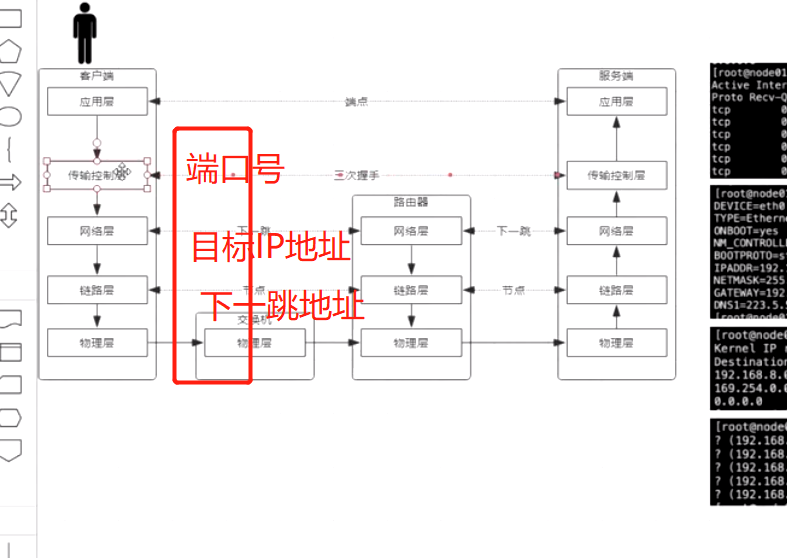 客户端
服务端
应用层
端点
应用层
端口号
传输控制层
三次握手
传输控制层
路由器
网络层
下一跳
网络层
下一跳
网络层
目标IP地址
链路层
节点
链路层
节点
链路层
下一跳地址
交换机
物理层
物理层
物理层
物理层
[root@node01
Active Inter
Proto Recv-Q
tcp 0
tcp 0
tcp 0
tcp 0
tcp 0
[root@node0
DEVICE=eth0
TYPE=Etherne
ONBOOT=yes
NM_CONTROLL
BOOTPROTO=s
IPADDR=192.
NETMASK=255
GATEWAY=192
DNS1=223.5.
[root@node0
[root@node0
Kernel IP r
Destination
192.168.8.0
169.254.0.
0.0.0.0
[root@node0
? (192.168.
? (192.168.
? (192.168.
? (192.168.
? (192.168.